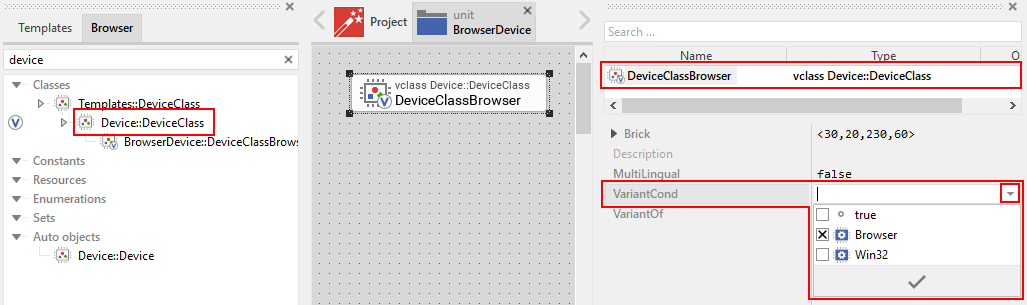 Templates
Browser
device
Classes
Templates::DeviceClass
Device::DeviceClass
BrowserDevice::DeviceClassBrows
Constants
Resources
Enumerations
Sets
Auto objects
Device::Device
Project
unit
BrowserDevice
vclass Device::DeviceClass
DeviceClassBrowser
V
Search ...
Name
Type
O
DeviceClassBrowser
vclass Device::DeviceClass
Brick
<30,20,230,60>
Description
MultiLingual
false
VariantCond
VariantOf
true
Browser
Win32